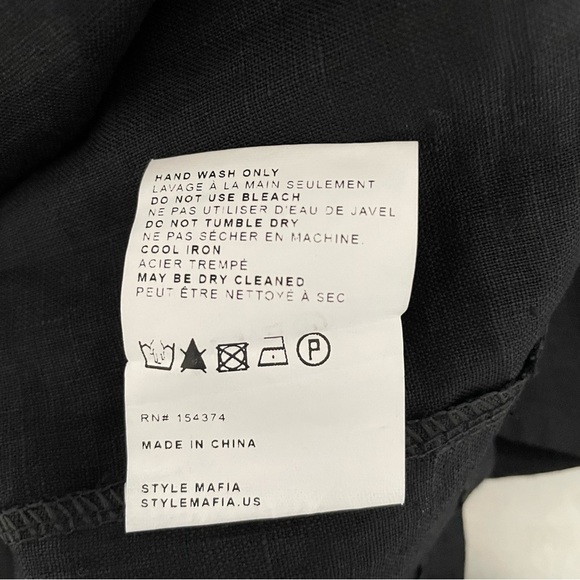 HAND WASH ONLY
LAVAGE À LA MAIN SEULEMENT
DO NOT USE BLEACH
NE PAS UTILISER D'EAU DE JAVEL
DO NOT TUMBLE DRY
NE PAS SÉCHER EN MACHINE.
COOL IRON
ACIER TREMPÉ
MAY BE DRY CLEANED
PEUT ÊTRE NETTOYÉ À SEC
P
RN# 154374
MADE IN CHINA
STYLE MAFIA
STYLEMAFIA.US